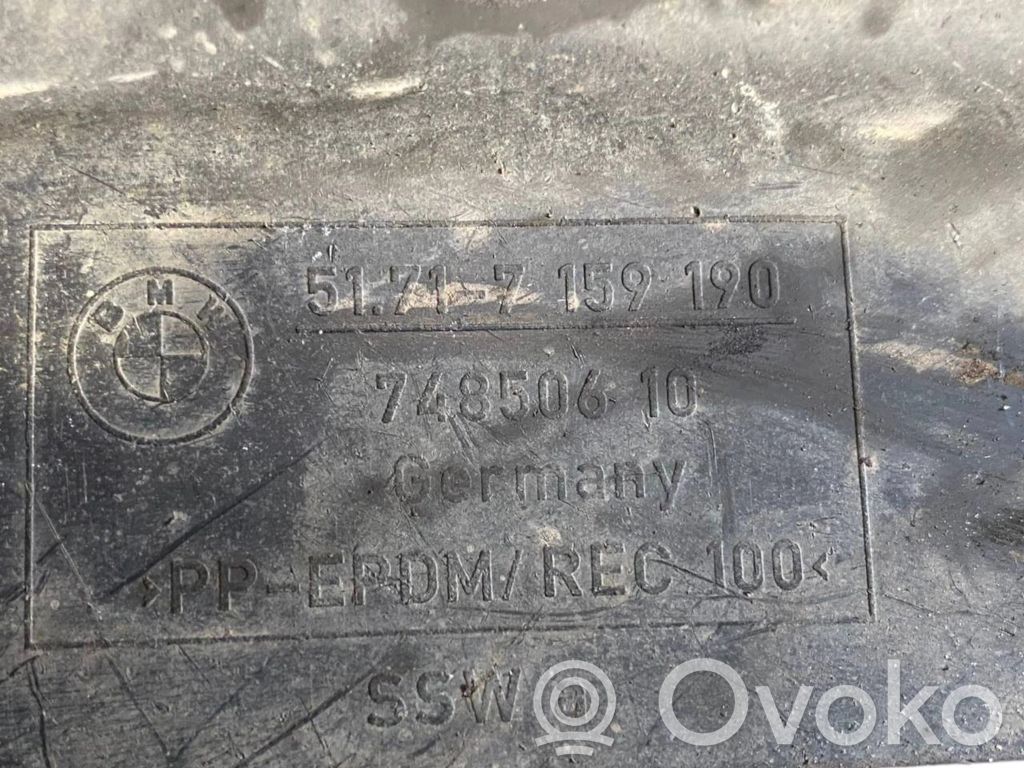 BMW
51.71-7 159 190
748506 10
Germany
>PP-EPDM/REC 100<
SSW
Ovoko